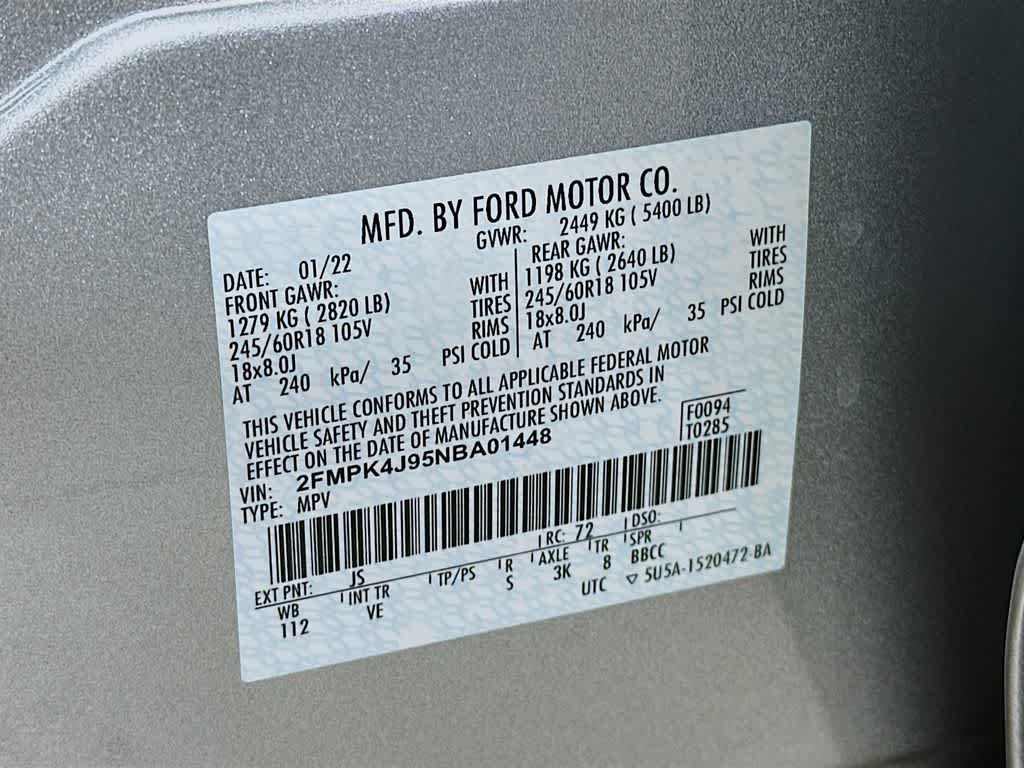 MFD. BY FORD MOTOR CO.
DATE: 01/22 GVWR: 2449 KG ( 5400 LB)
FRONT GAWR: WITH REAR GAWR: WITH
1279 KG ( 2820 LB) TIRES 1198 KG ( 2640 LB) TIRES
245/60R18 105V RIMS 245/60R18 105V RIMS
18x8.0J 18x8.0J
AT 240 kPa/ 35 PSI COLD AT 240 kPa/ 35 PSI COLD
THIS VEHICLE CONFORMS TO ALL APPLICABLE FEDERAL MOTOR
VEHICLE SAFETY AND THEFT PREVENTION STANDARDS IN
EFFECT ON THE DATE OF MANUFACTURE SHOWN ABOVE.
VIN: 2FMPK4J95NBA01448 F0094
TYPE: MPV T0285
EXT PNT: JS RC: 72 DSO:
WB INT TR TP/PS R AXLE TR SPR
112 VE S 3K 8 BBCC
UTC ▽ 5U5A-1520472-BA